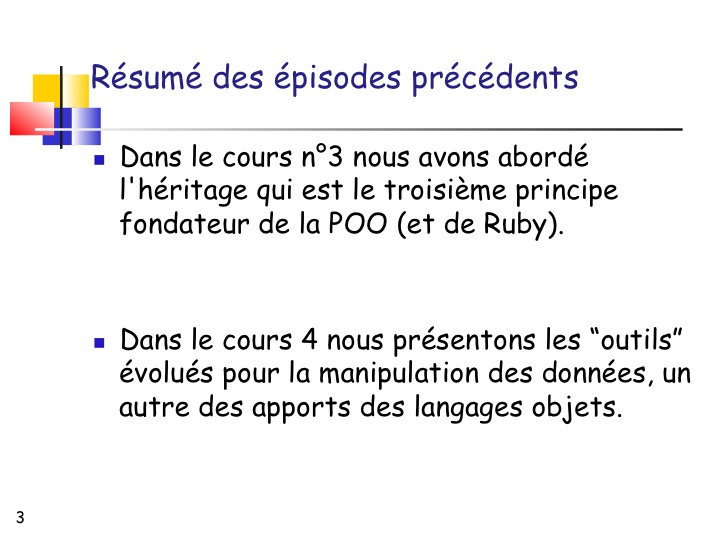 Résumé des épisodes précédents
Dans le cours n°3 nous avons abordé
l'héritage qui est le troisième principe
fondateur de la POO (et de Ruby).
Dans le cours 4 nous présentons les “outils”
évolués pour la manipulation des données, un
autre des apports des langages objets.
3